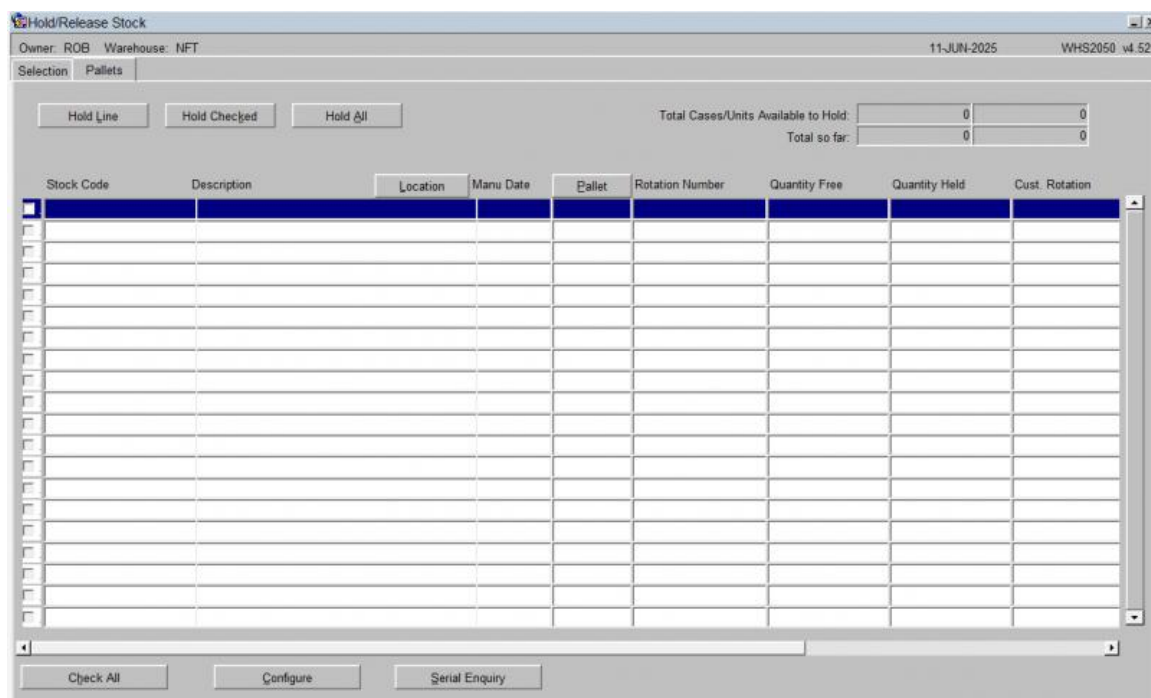 Hold/Release Stock
Owner: ROB Warehouse: NFT 11-JUN-2025 WHS2050 v4.52
Selection Pallets
Hold Line Hold Checked Hold All Total Cases/Units Available to Hold: 0 0
Total so far: 0 0
Stock Code Description Location Manu Date Pallet Rotation Number Quantity Free Quantity Held Cust. Rotation
Check All Configure Serial Enquiry